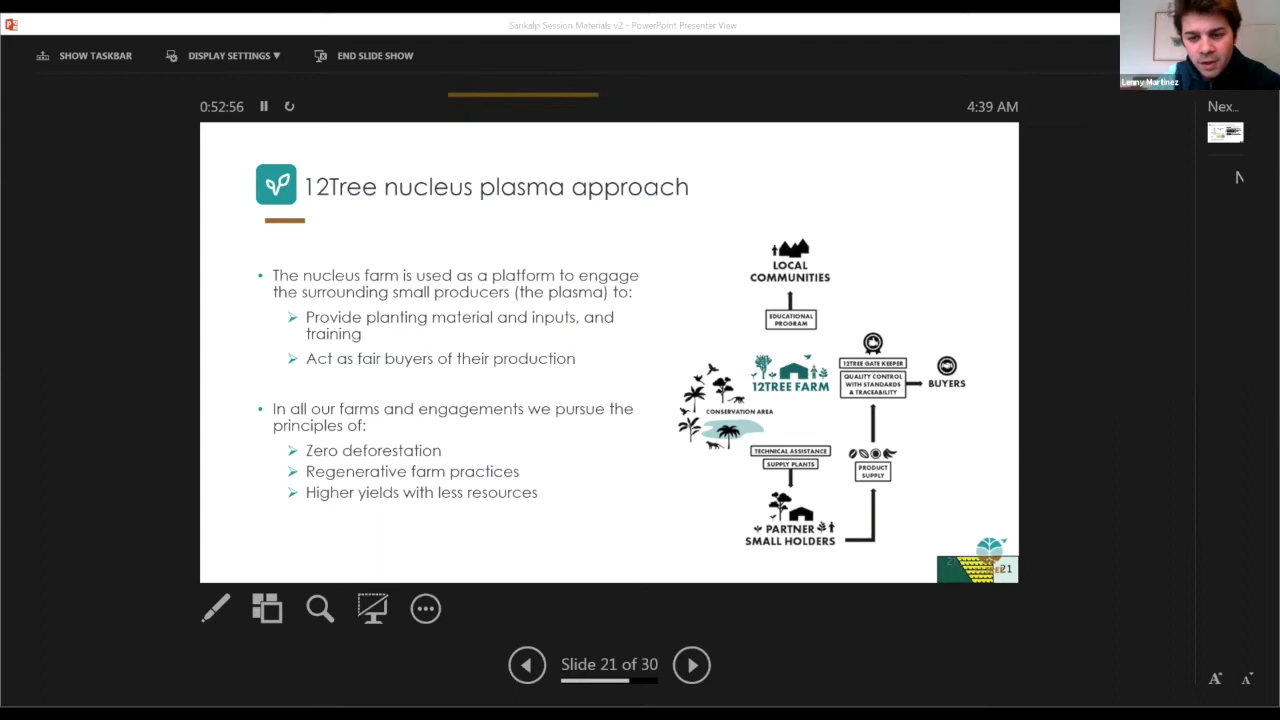 Sankalp Session Materials v2 - PowerPoint Presenter View
SHOW TASKBAR
DISPLAY SETTINGS ▼
END SLIDE SHOW
Lenny Martinez
0:52:56
4:39 AM
Nex...
12Tree nucleus plasma approach
• The nucleus farm is used as a platform to engage
the surrounding small producers (the plasma) to:
Provide planting material and inputs, and
training
Act as fair buyers of their production
• In all our farms and engagements we pursue the
principles of:
Zero deforestation
Regenerative farm practices
Higher yields with less resources
LOCAL
COMMUNITIES
EDUCATIONAL
PROGRAM
12TREE FARM
CONSERVATION AREA
12TREE GATE KEEPER
QUALITY CONTROL
WITH STANDARDS
& TRACEABILITY
BUYERS
TECHNICAL ASSISTANCE
SUPPLY PLANTS
PRODUCT
SUPPLY
PARTNER
SMALL HOLDERS
21
Slide 21 of 30
N
A
A